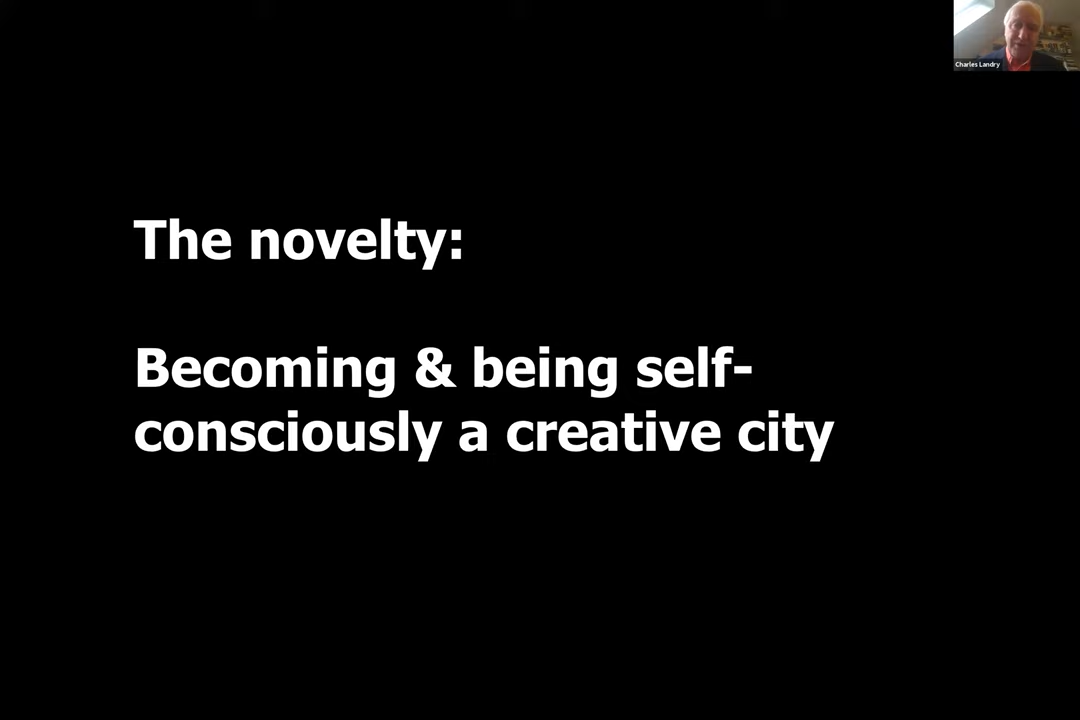 Charles Landry
The novelty:
Becoming & being self-
consciously a creative city